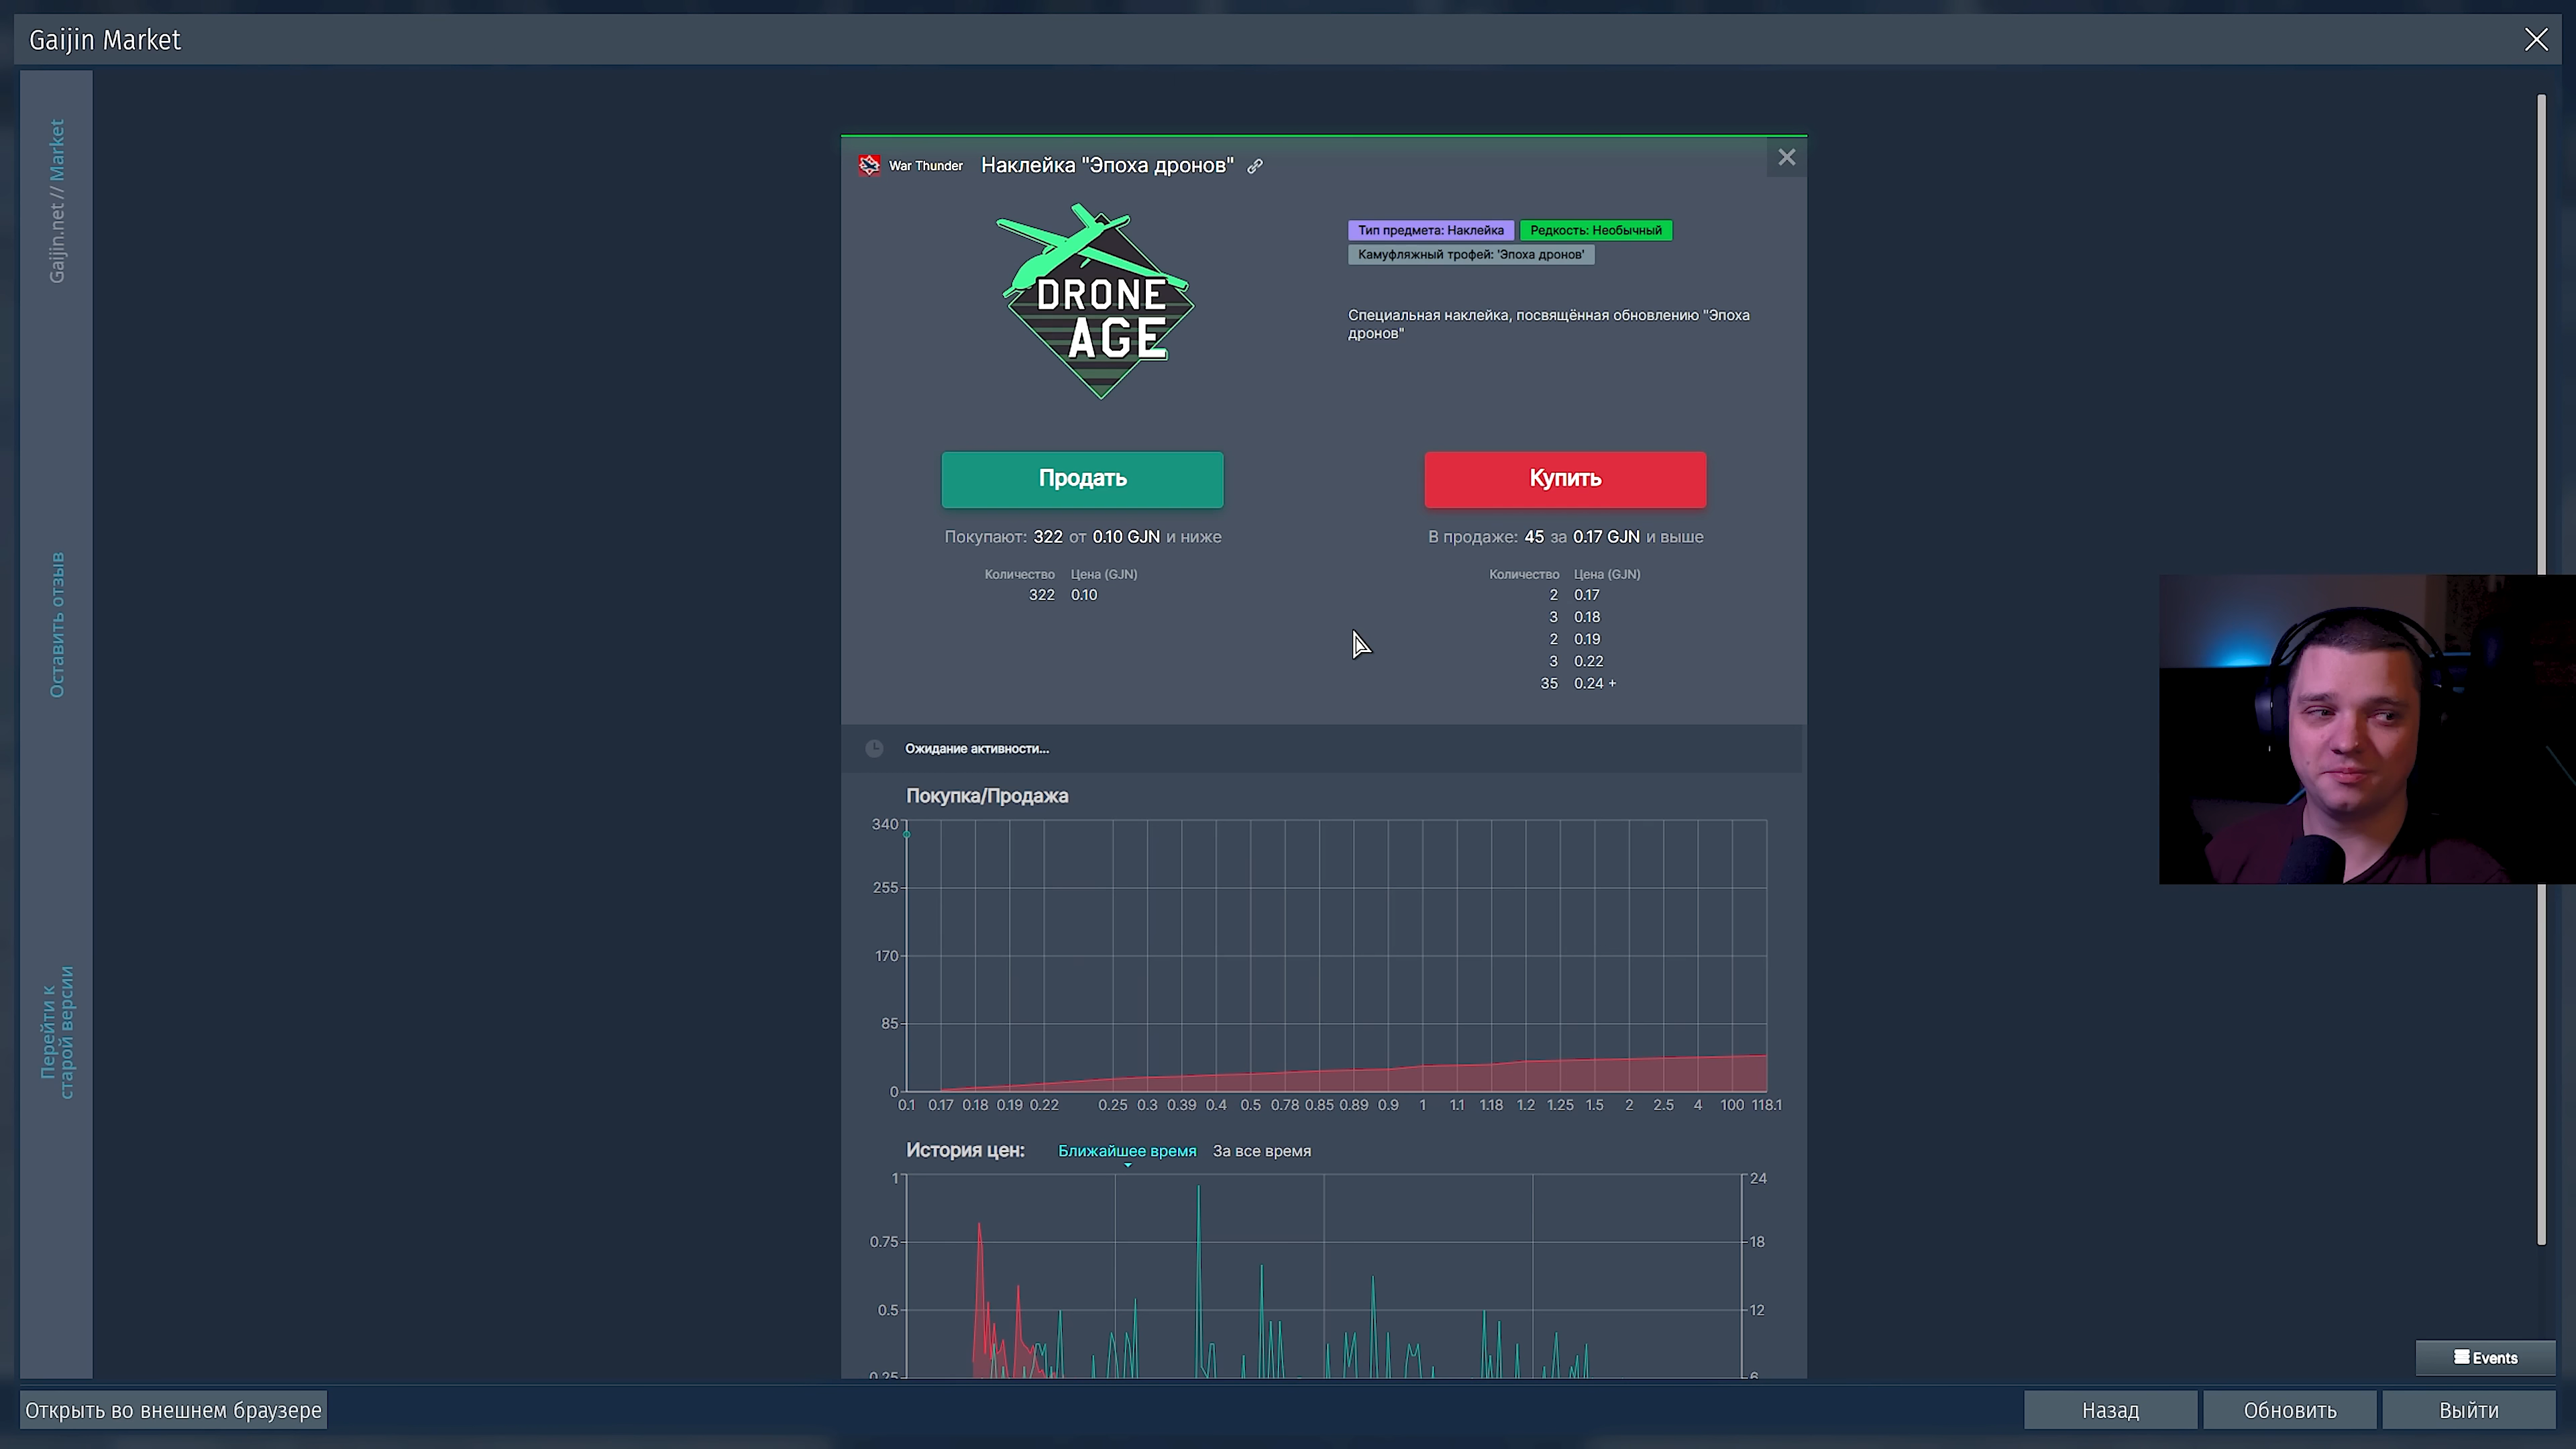 Gaijin Market
Gaijin.net // Market
Оставить отзыв
Перейти к
старой версии
War Thunder Наклейка "Эпоха дронов"
DRONE
AGE
Тип предмета: Наклейка Редкость: Необычный
Камуфляжный трофей: 'Эпоха дронов'
Специальная наклейка, посвящённая обновлению "Эпоха
дронов"
Продать
Купить
Покупают: 322 от 0.10 GJN и ниже
В продаже: 45 за 0.17 GJN и выше
Количество Цена (GJN)
322 0.10
Количество Цена (GJN)
2 0.17
3 0.18
2 0.19
3 0.22
35 0.24 +
Ожидание активности...
Покупка/Продажа
340
255
170
85
0
0.1 0.17 0.18 0.19 0.22 0.25 0.3 0.39 0.4 0.5 0.78 0.85 0.89 0.9 1 1.1 1.18 1.2 1.25 1.5 2 2.5 4 100 118.1
История цен: Ближайшее время За все время
1 24
0.75 18
0.5 12
0.25 6
Events
Открыть во внешнем браузере
Назад Обновить Выйти